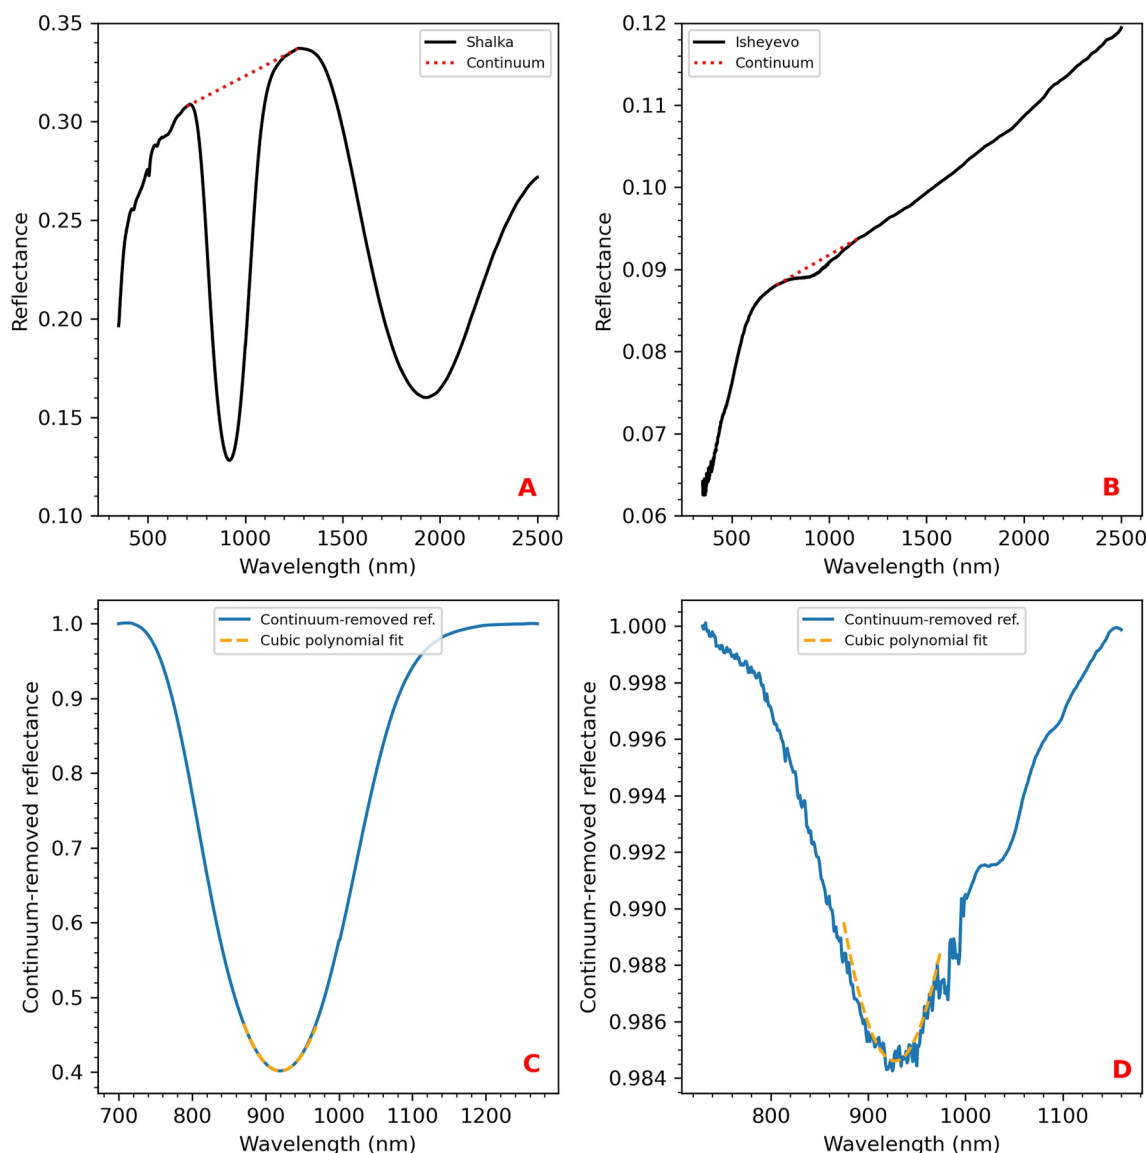 0.35
0.30
0.25
0.20
0.15
0.10
Reflectance
Shalka
Continuum
A
500
1000
1500
2000
2500
Wavelength (nm)
0.12
0.11
0.10
0.09
0.08
0.07
0.06
Reflectance
Isheyevo
Continuum
B
500
1000
1500
2000
2500
Wavelength (nm)
1.0
0.9
0.8
0.7
0.6
0.5
0.4
Continuum-removed reflectance
Continuum-removed ref.
Cubic polynomial fit
C
700
800
900
1000
1100
1200
Wavelength (nm)
1.000
0.998
0.996
0.994
0.992
0.990
0.988
0.986
0.984
Continuum-removed reflectance
Continuum-removed ref.
Cubic polynomial fit
D
800
900
1000
1100
Wavelength (nm)